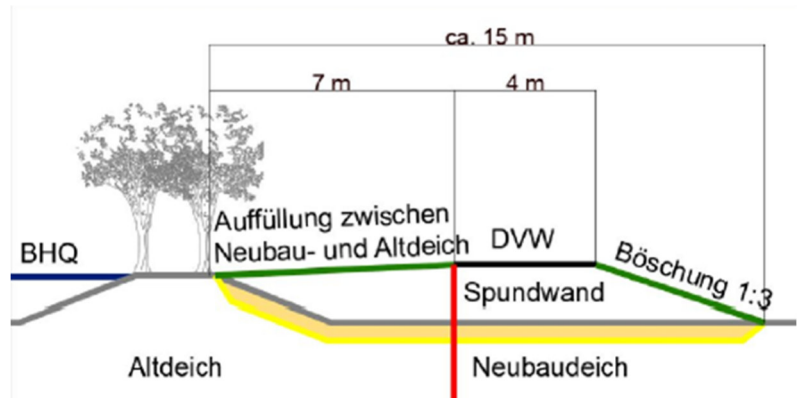 ca. 15 m
7 m
4 m
Auffüllung zwischen
Neubau- und Altdeich
BHQ
DVW
Böschung 1:3
Spundwand
Altdeich
Neubaudeich